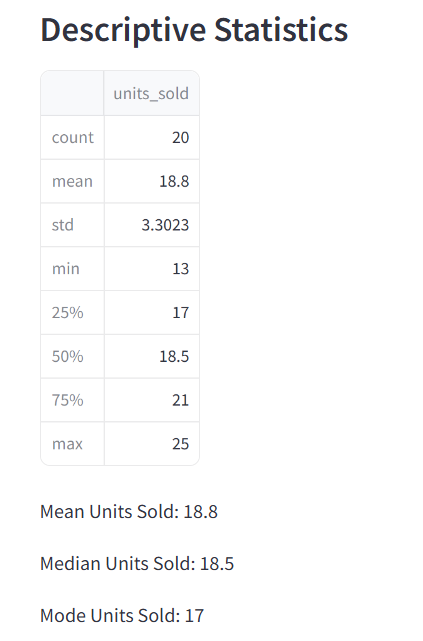 Descriptive Statistics
units_sold
count 20
mean 18.8
std 3.3023
min 13
25% 17
50% 18.5
75% 21
max 25
Mean Units Sold: 18.8
Median Units Sold: 18.5
Mode Units Sold: 17